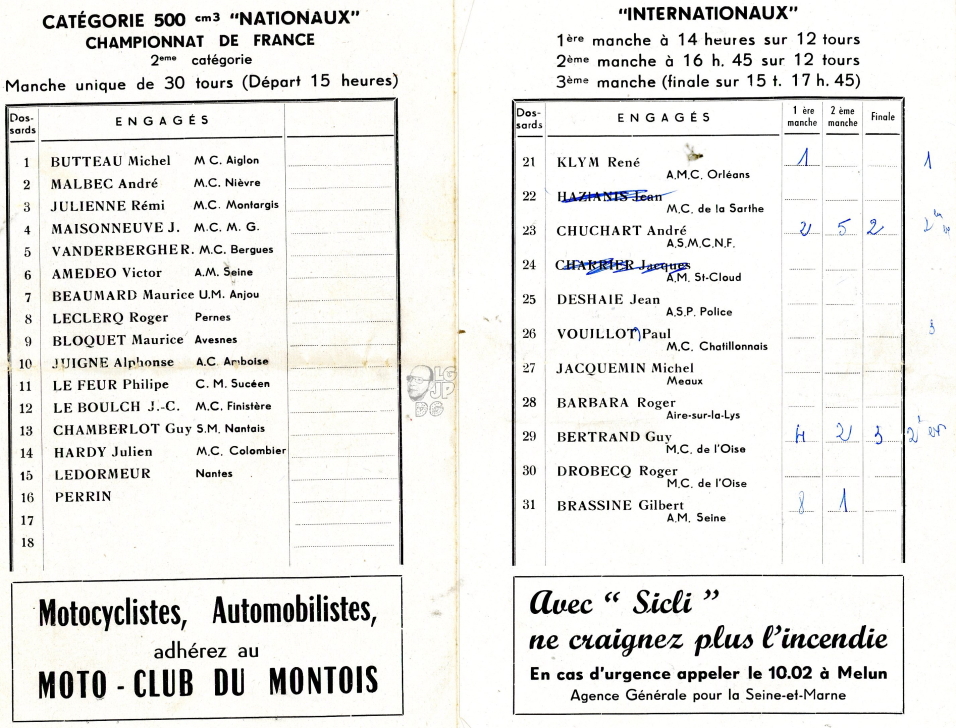 CATÉGORIE 500 cm3 "NATIONAUX"
CHAMPIONNAT DE FRANCE
2eme catégorie
Manche unique de 30 tours (Départ 15 heures)
Dos-
sards
ENGAGÉS
1 BUTTEAU Michel M C. Aiglon
2 MALBEC André M.C. Nièvre
3 JULIENNE Rémi M.C. Montargis
4 MAISONNEUVE J. M.C. M. G.
5 VANDERBERGHER. M.C. Bergues
6 AMEDEO Victor A.M. Seine
7 BEAUMARD Maurice U.M. Anjou
8 LECLERQ Roger Pernes
9 BLOQUET Maurice Avesnes
10 JUIGNE Alphonse A.C. Amboise
11 LE FEUR Philipe C. M. Sucéen
12 LE BOULCH J.-C. M.C. Finistère
13 CHAMBERLOT Guy S.M. Nantais
14 HARDY Julien M.C. Colombier
15 LEDORMEUR Nantes
16 PERRIN
17
18
Motocyclistes, Automobilistes,
adhérez au
MOTO - CLUB DU MONTOIS
"INTERNATIONAUX"
1ère manche à 14 heures sur 12 tours
2ème manche à 16 h. 45 sur 12 tours
3ème manche (finale sur 15 t. 17 h. 45)
Dos-
sards
ENGAGÉS
1 ère
manche
2 ème
manche
Finale
21 KLYM René 1 1
A.M.C. Orléans
22 HAZIANIS Jean
M.C. de la Sarthe
23 CHUCHART André 2 5 2
A.S.M.C.N.F.
24 CHARRIER Jacques
A.M. St-Cloud
25 DESHAIE Jean
A.S.P. Police
26 VOUILLOT Paul 3
M.C. Chatillonnais
27 JACQUEMIN Michel
Meaux
28 BARBARA Roger
Aire-sur-la-Lys
29 BERTRAND Guy 4 2 3
M.C. de l'Oise
30 DROBECQ Roger
M.C. de l'Oise
31 BRASSINE Gilbert 8 1
A.M. Seine
Avec " Sicli "
ne craignez plus l'incendie
En cas d'urgence appeler le 10.02 à Melun
Agence Générale pour la Seine-et-Marne
LG
JP
DG